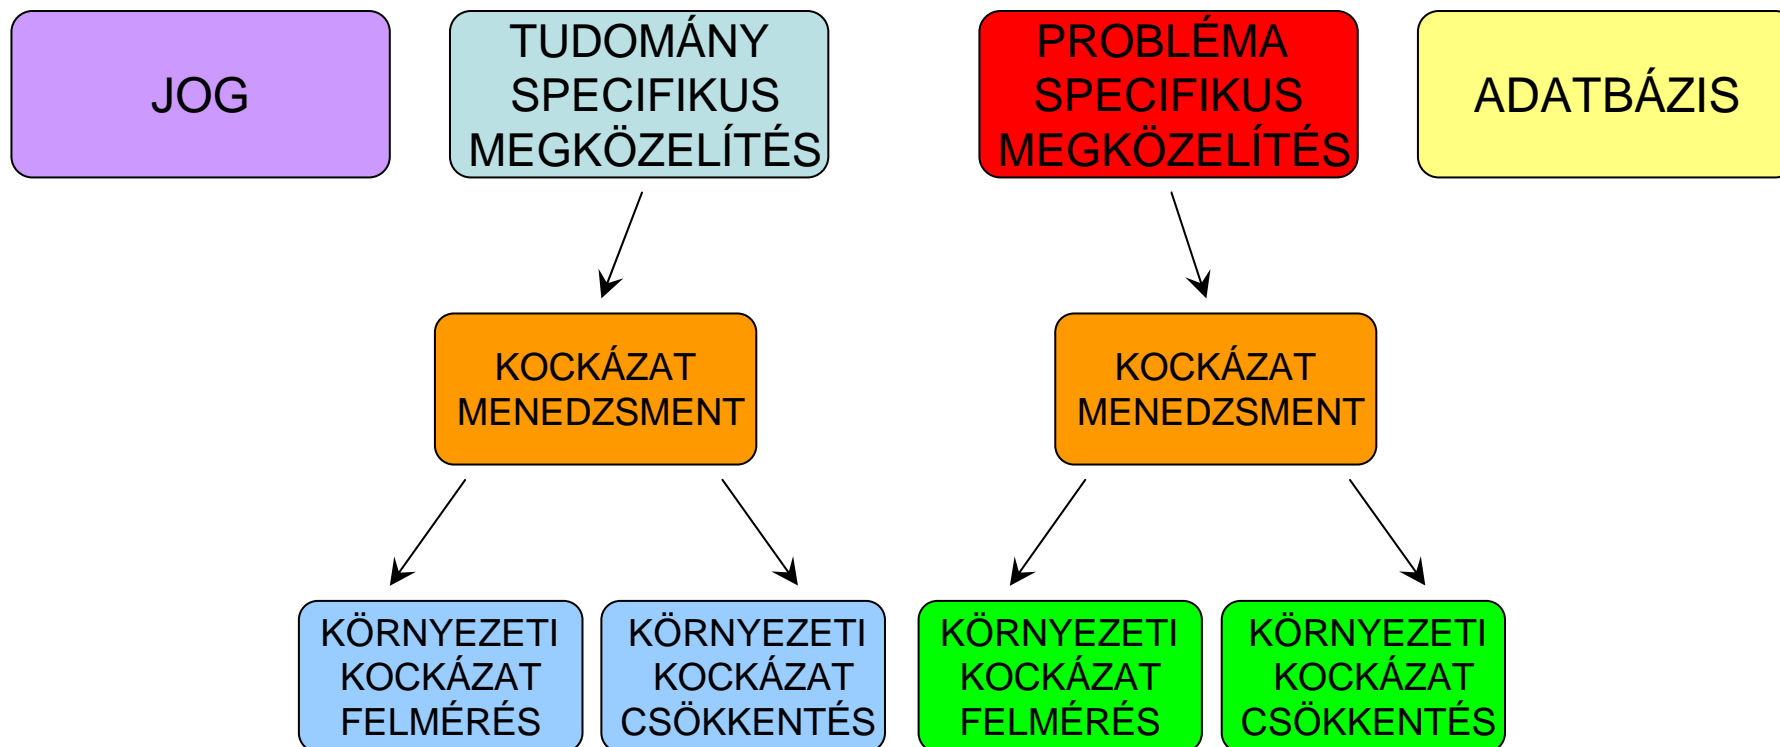 JOG
TUDOMÁNY
SPECIFIKUS
MEGKÖZELÍTÉS
PROBLÉMA
SPECIFIKUS
MEGKÖZELÍTÉS
ADATBÁZIS
KOCKÁZAT
MENEDZSMENT
KOCKÁZAT
MENEDZSMENT
KÖRNYEZETI
KOCKÁZAT
FELMÉRÉS
KÖRNYEZETI
KOCKÁZAT
CSÖKKENTÉS
KÖRNYEZETI
KOCKÁZAT
FELMÉRÉS
KÖRNYEZETI
KOCKÁZAT
CSÖKKENTÉS